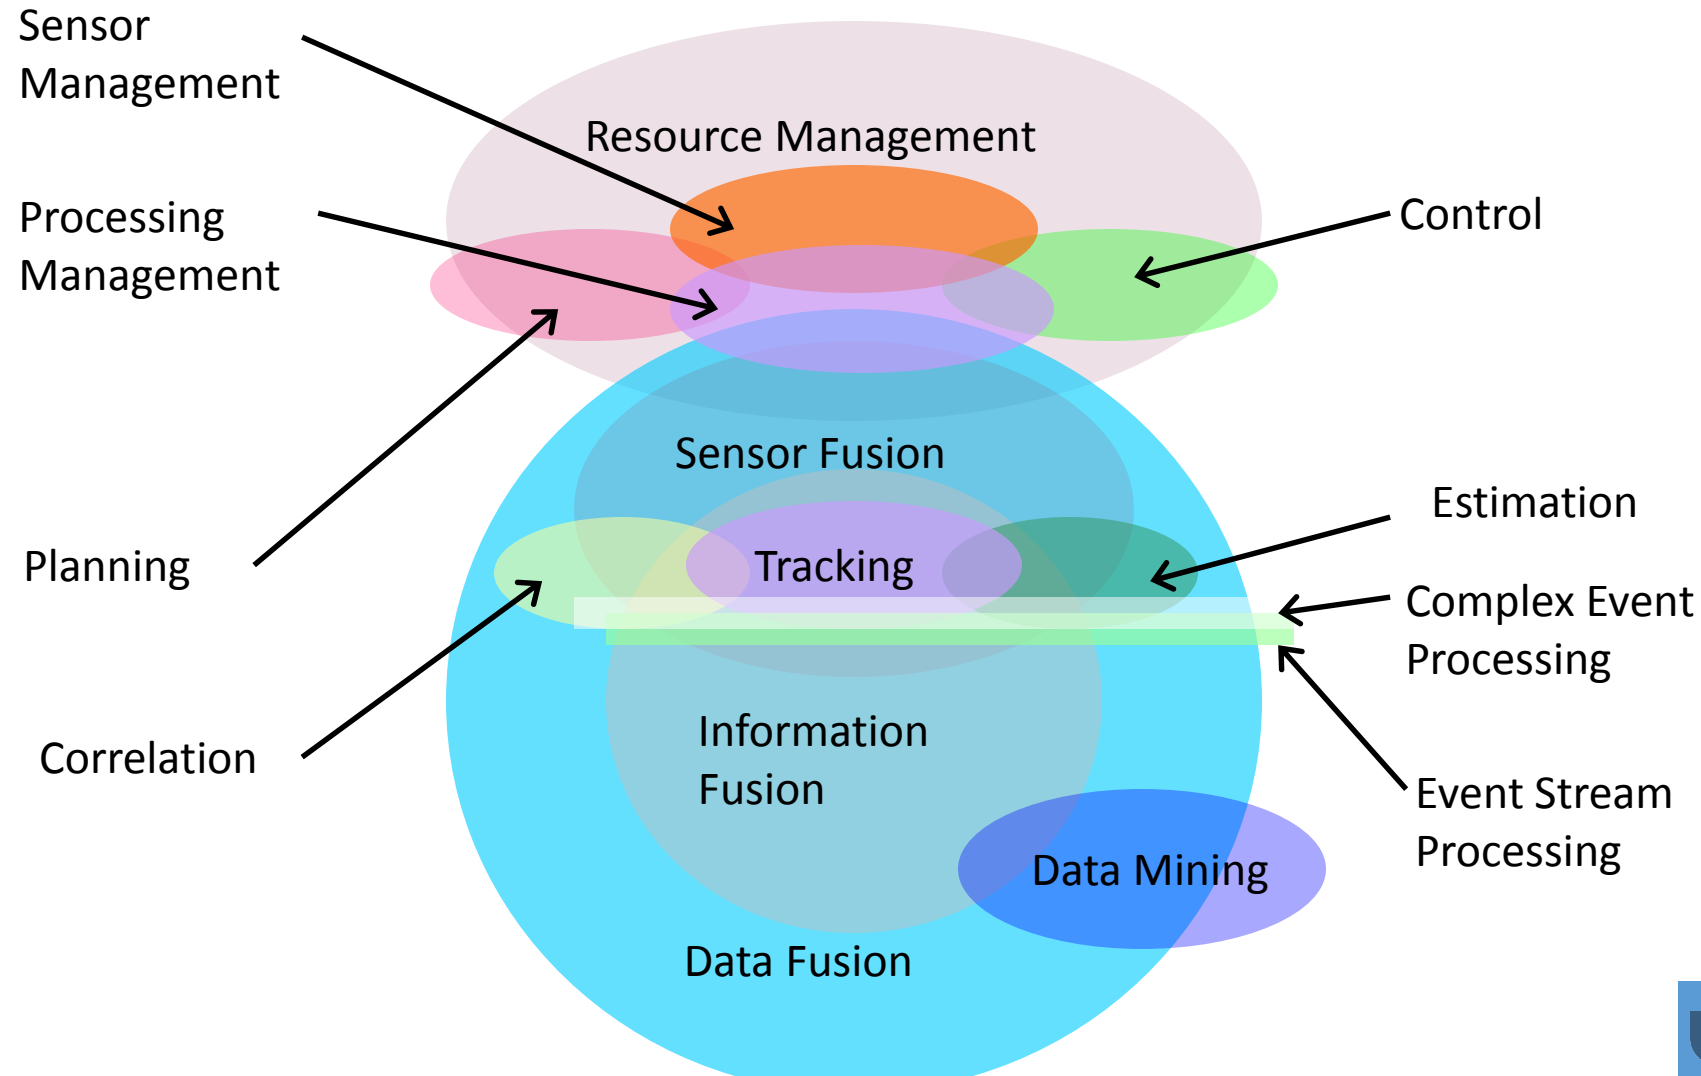 Sensor
Management
Resource Management
Processing
Management
Control
Sensor Fusion
Estimation
Planning
Tracking
Complex Event
Processing
Correlation
Information
Fusion
Event Stream
Processing
Data Mining
Data Fusion